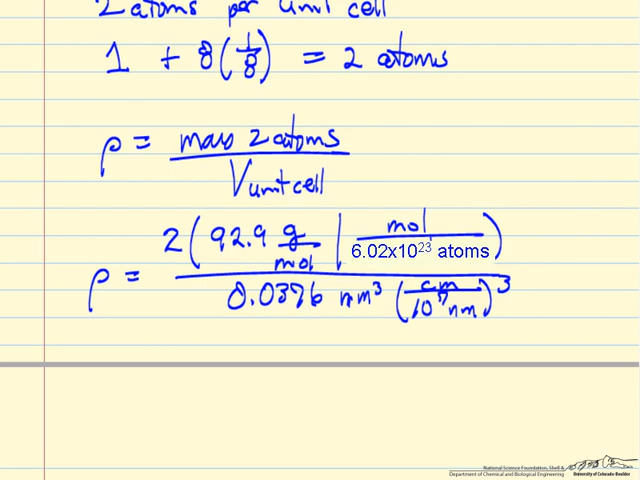 2 atoms per unit cell
1 + 8(1/8) = 2 atoms
ρ = mass 2 atoms / V unit cell
ρ = 2(92.9 g/mol | mol / 6.02x10²³ atoms) / 0.0376 nm³ (cm / 10⁷ nm)³
National Science Foundation, Shell &
Department of Chemical and Biological Engineering
University of Colorado-Boulder